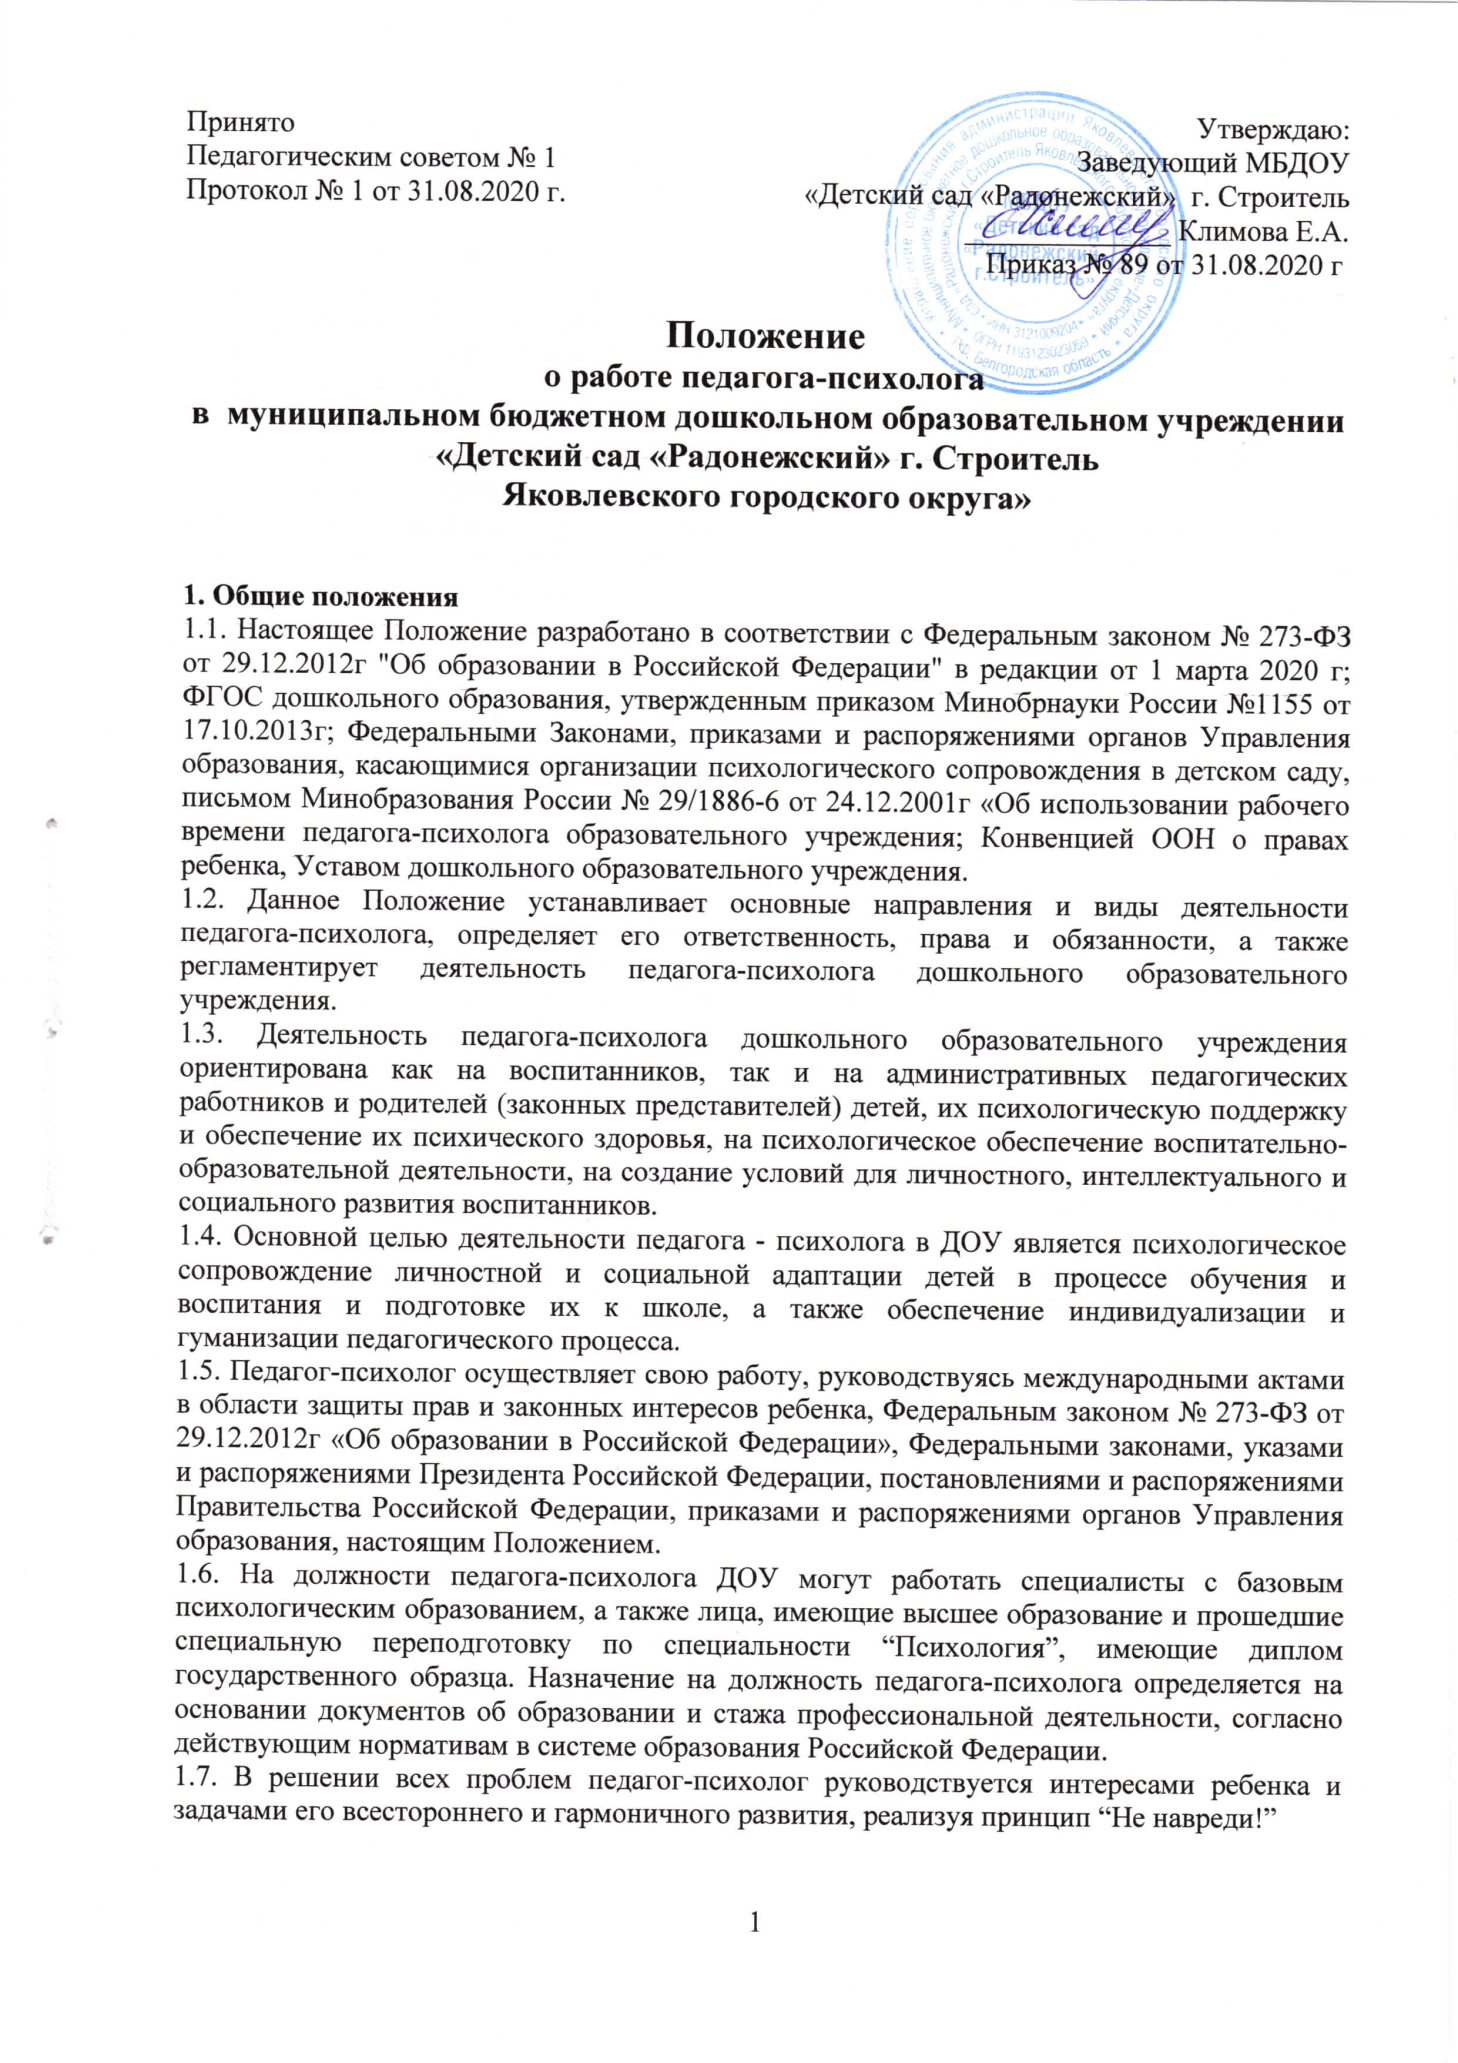 Принято
Педагогическим советом № 1
Протокол № 1 от 31.08.2020 г.
Утверждаю:
Заведующий МБДОУ
«Детский сад «Радонежский» г. Строитель
Климова Е.А.
Приказ № 89 от 31.08.2020 г
«Детский сад
«Радонежский»
г.Строитель»
ИНН 3121009204
ОГРН 1193123023059
РФ, Белгородская область
Положение
о работе педагога-психолога
в муниципальном бюджетном дошкольном образовательном учреждении
«Детский сад «Радонежский» г. Строитель
Яковлевского городского округа»
1. Общие положения
1.1. Настоящее Положение разработано в соответствии с Федеральным законом № 273-ФЗ
от 29.12.2012г "Об образовании в Российской Федерации" в редакции от 1 марта 2020 г;
ФГОС дошкольного образования, утвержденным приказом Минобрнауки России №1155 от
17.10.2013г; Федеральными Законами, приказами и распоряжениями органов Управления
образования, касающимися организации психологического сопровождения в детском саду,
письмом Минобразования России № 29/1886-6 от 24.12.2001г «Об использовании рабочего
времени педагога-психолога образовательного учреждения; Конвенцией ООН о правах
ребенка, Уставом дошкольного образовательного учреждения.
1.2. Данное Положение устанавливает основные направления и виды деятельности
педагога-психолога, определяет его ответственность, права и обязанности, а также
регламентирует деятельность педагога-психолога дошкольного образовательного
учреждения.
1.3. Деятельность педагога-психолога дошкольного образовательного учреждения
ориентирована как на воспитанников, так и на административных педагогических
работников и родителей (законных представителей) детей, их психологическую поддержку
и обеспечение их психического здоровья, на психологическое обеспечение воспитательно-
образовательной деятельности, на создание условий для личностного, интеллектуального и
социального развития воспитанников.
1.4. Основной целью деятельности педагога - психолога в ДОУ является психологическое
сопровождение личностной и социальной адаптации детей в процессе обучения и
воспитания и подготовке их к школе, а также обеспечение индивидуализации и
гуманизации педагогического процесса.
1.5. Педагог-психолог осуществляет свою работу, руководствуясь международными актами
в области защиты прав и законных интересов ребенка, Федеральным законом № 273-ФЗ от
29.12.2012г «Об образовании в Российской Федерации», Федеральными законами, указами
и распоряжениями Президента Российской Федерации, постановлениями и распоряжениями
Правительства Российской Федерации, приказами и распоряжениями органов Управления
образования, настоящим Положением.
1.6. На должности педагога-психолога ДОУ могут работать специалисты с базовым
психологическим образованием, а также лица, имеющие высшее образование и прошедшие
специальную переподготовку по специальности “Психология”, имеющие диплом
государственного образца. Назначение на должность педагога-психолога определяется на
основании документов об образовании и стажа профессиональной деятельности, согласно
действующим нормативам в системе образования Российской Федерации.
1.7. В решении всех проблем педагог-психолог руководствуется интересами ребенка и
задачами его всестороннего и гармоничного развития, реализуя принцип “Не навреди!”
1